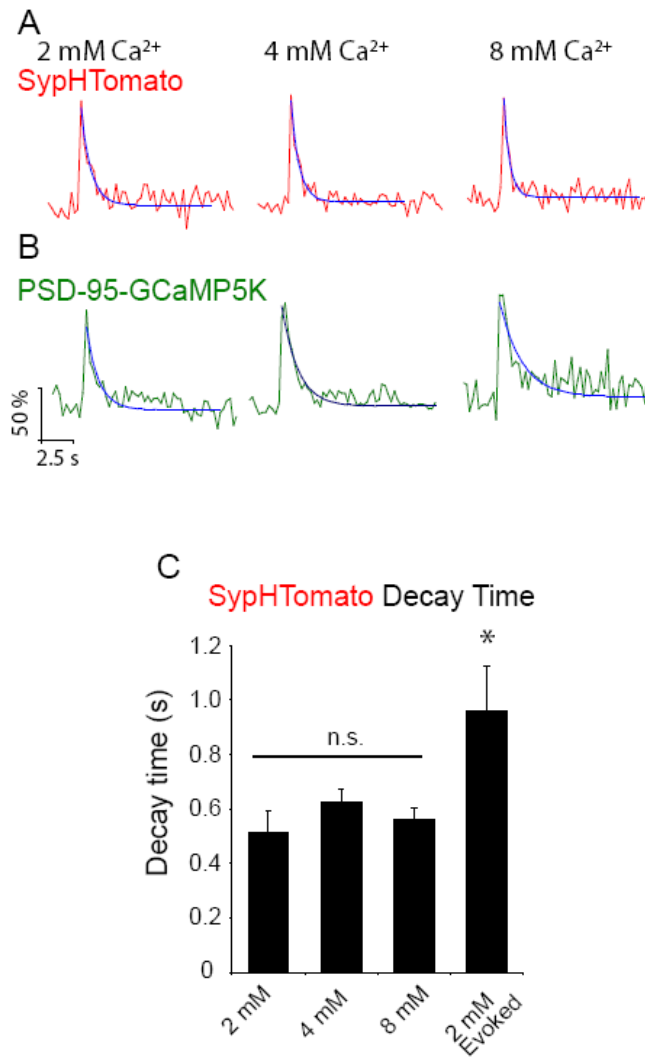 A
2 mM Ca²⁺ 4 mM Ca²⁺ 8 mM Ca²⁺
SypHTomato
B
PSD-95-GCaMP5K
50 %
2.5 s
C
SypHTomato Decay Time
*
n.s.
Decay time (s)
1.2
1.0
0.8
0.6
0.4
0.2
0
2 mM 4 mM 8 mM 2 mM Evoked